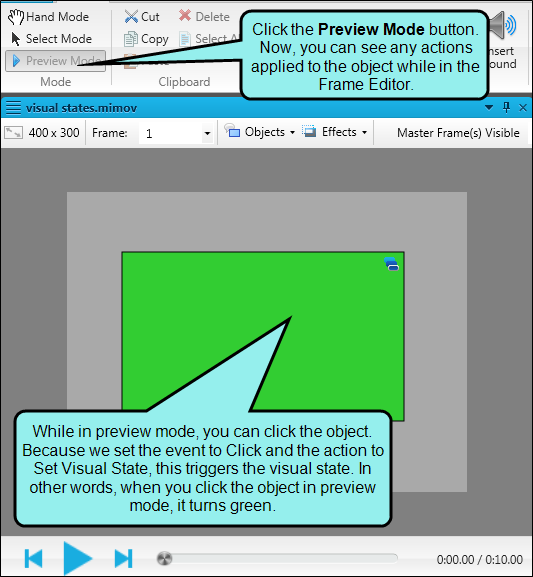 Hand Mode
Cut
Delete
Select Mode
Copy
Select A
Preview Mode
Mode
Clipboard
Click the Preview Mode button.
Now, you can see any actions
applied to the object while in the
Frame Editor.
visual states.mimov
400 x 300
Frame:
1
Objects
Effects
Master Frame(s) Visible
While in preview mode, you can click the object.
Because we set the event to Click and the action to
Set Visual State, this triggers the visual state. In
other words, when you click the object in preview
mode, it turns green.
0:00.00 / 0:10.00